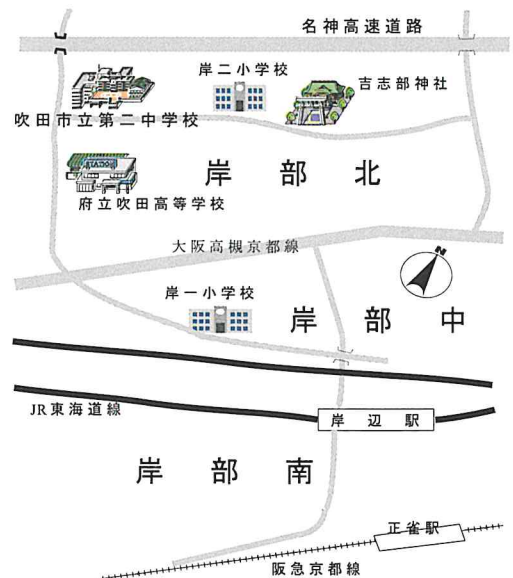 名神高速道路
岸二小学校
吉志部神社
吹田市立第二中学校
岸部北
府立吹田高等学校
大阪高槻京都線
N
岸一小学校
岸部中
JR東海道線
岸辺駅
岸部南
正雀駅
阪急京都線